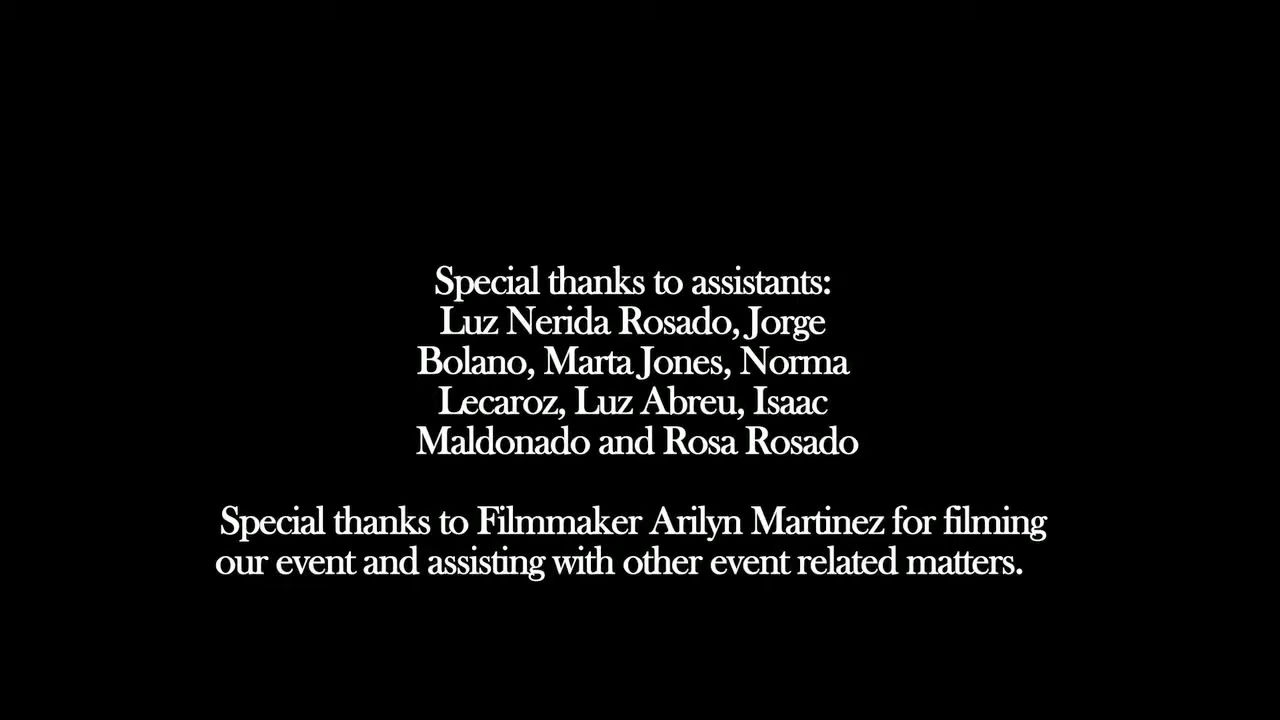 Special thanks to assistants:
Luz Nerida Rosado, Jorge
Bolano, Marta Jones, Norma
Lecaroz, Luz Abreu, Isaac
Maldonado and Rosa Rosado
Special thanks to Filmmaker Arilyn Martinez for filming
our event and assisting with other event related matters.